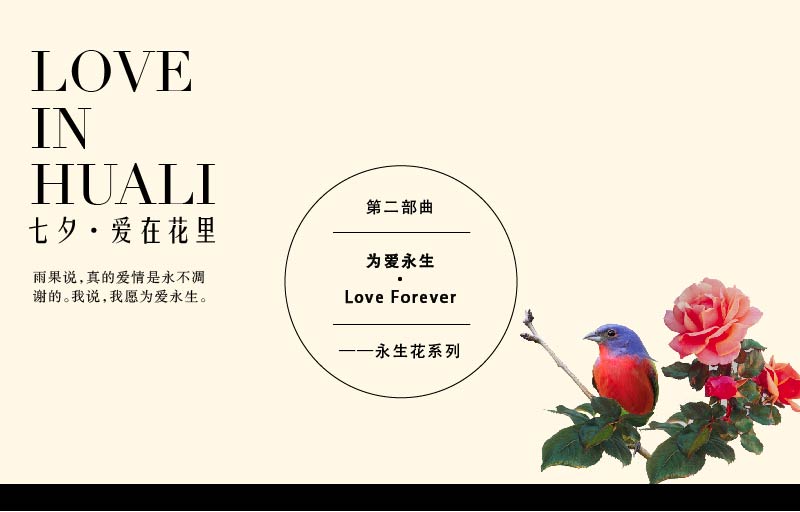 LOVE
IN
HUALI
七夕·爱在花里
雨果说,真的爱情是永不凋
谢的。我说,我愿为爱永生。
第二部曲
为爱永生
·
Love Forever
——永生花系列